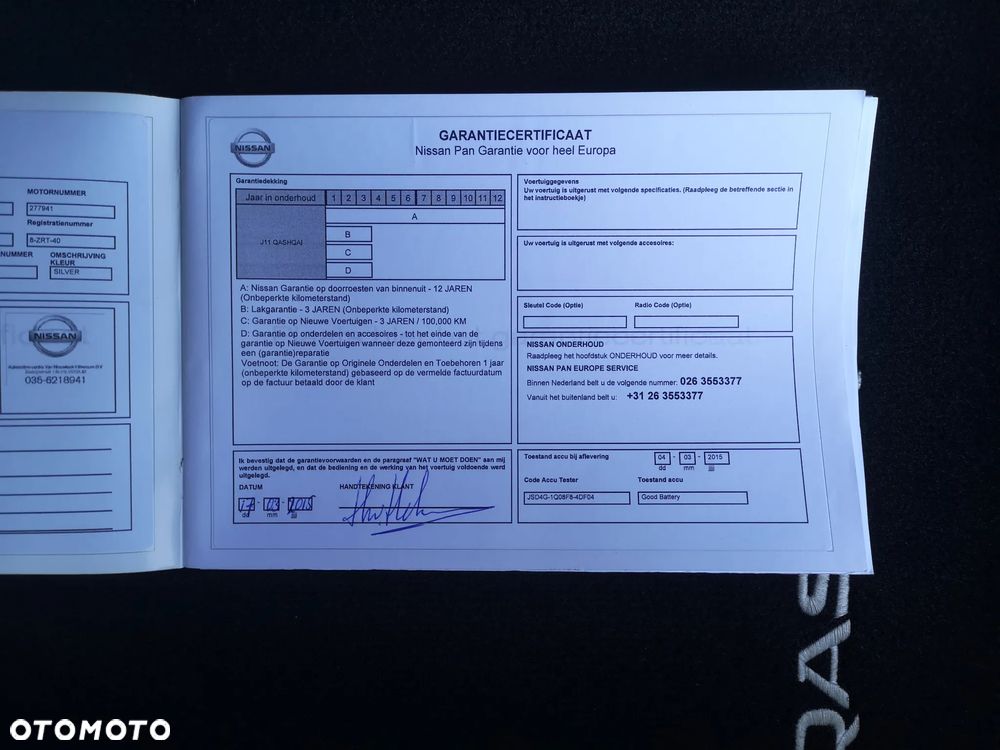 MOTORNUMMER
277941
Registratienummer
8-ZRT-40
NUMMER
OMSCHRIJVING
KLEUR
SILVER
NISSAN
035-6218941
NISSAN
GARANTIECERTIFICAAT
Nissan Pan Garantie voor heel Europa
Garantiedekking
Jaar in onderhoud 1 2 3 4 5 6 7 8 9 10 11 12
J11 QASHQAI
A
B
C
D
A: Nissan Garantie op doorroesten van binnenuit - 12 JAREN
(Onbeperkte kilometerstand)
B: Lakgarantie - 3 JAREN (Onbeperkte kilometerstand)
C: Garantie op Nieuwe Voertuigen - 3 JAREN / 100,000 KM
D: Garantie op onderdelen en accesoires - tot het einde van de
garantie op Nieuwe Voertuigen wanneer deze gemonteerd zijn tijdens
een (garantie)reparatie
Voetnoot: De Garantie op Originele Onderdelen en Toebehoren 1 jaar
(onbeperkte kilometerstand) gebaseerd op de vermelde factuurdatum
op de factuur betaald door de klant
Ik bevestig dat de garantievoorwaarden en de paragraaf "WAT U MOET DOEN" aan mij
werden uitgelegd, en dat de bediening en de werking van het voertuig voldoende werd
uitgelegd.
DATUM
HANDTEKENING KLANT
17 - 03 - 2015
dd mm jjjj
Voertuiggegevens
Uw voertuig is uitgerust met volgende specificaties. (Raadpleeg de betreffende sectie in
het instructieboekje)
Uw voertuig is uitgerust met volgende accesoires:
Sleutel Code (Optie)
Radio Code (Optie)
NISSAN ONDERHOUD
Raadpleeg het hoofdstuk ONDERHOUD voor meer details.
NISSAN PAN EUROPE SERVICE
Binnen Nederland belt u de volgende nummer: 026 3553377
Vanuit het buitenland belt u: +31 26 3553377
Toestand accu bij aflevering
04 - 03 - 2015
dd mm jjjj
Code Accu Tester
Toestand accu
JSD4G-1Q08F8-4DF04
Good Battery
QAS
OTOMOTO